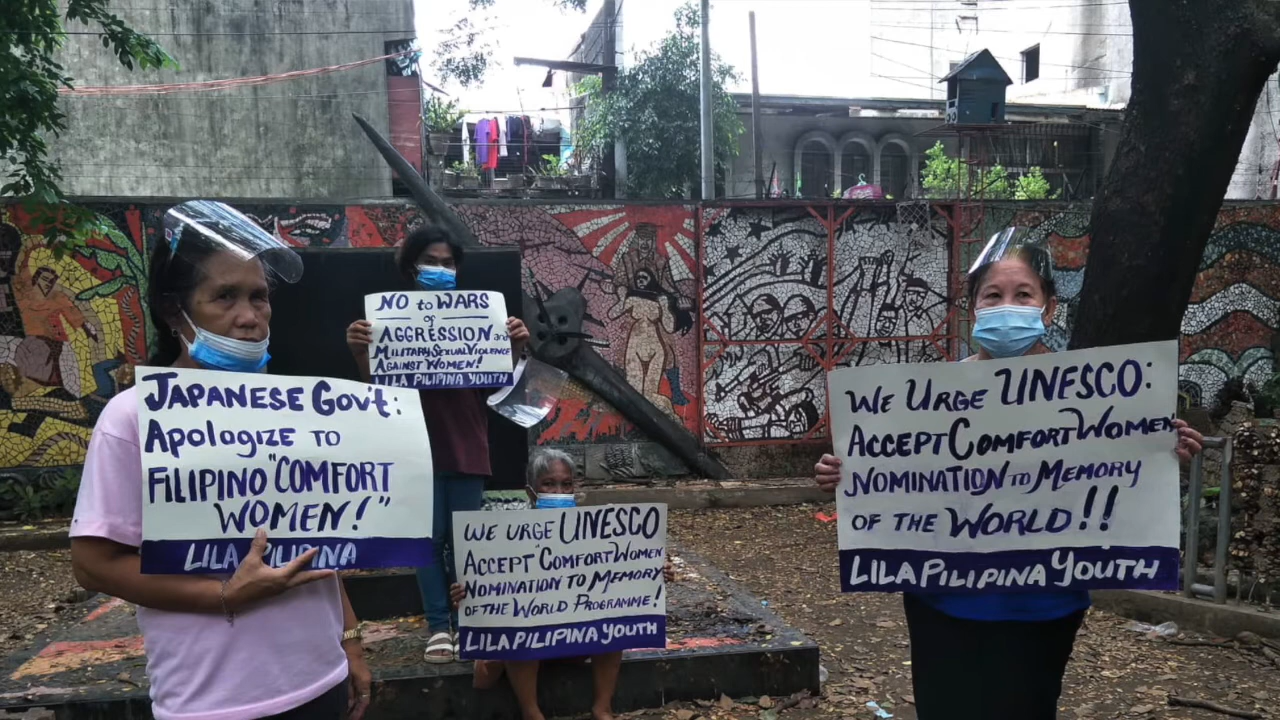 JAPANESE GOVT:
APOLOGIZE TO
FILIPINO "COMFORT
WOMEN!"
LILA PILIPINA
NO to WARS
of
AGGRESSION and
MILITARY SEXUAL VIOLENCE
AGAINST WOMEN!
LILA PILIPINA YOUTH
WE URGE UNESCO
ACCEPT "COMFORT WOMEN
NOMINATION TO MEMORY
OF THE WORLD PROGRAMME!
LILA PILIPINA YOUTH
WE URGE UNESCO:
ACCEPT COMFORT WOMEN
NOMINATION TO MEMORY
OF THE WORLD!!
LILA PILIPINA YOUTH